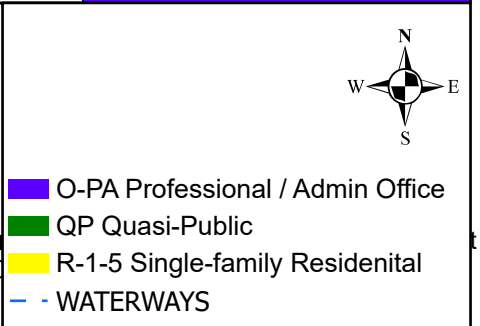 N
W E
S
O-PA Professional / Admin Office
QP Quasi-Public
t
R-1-5 Single-family Residenital
WATERWAYS